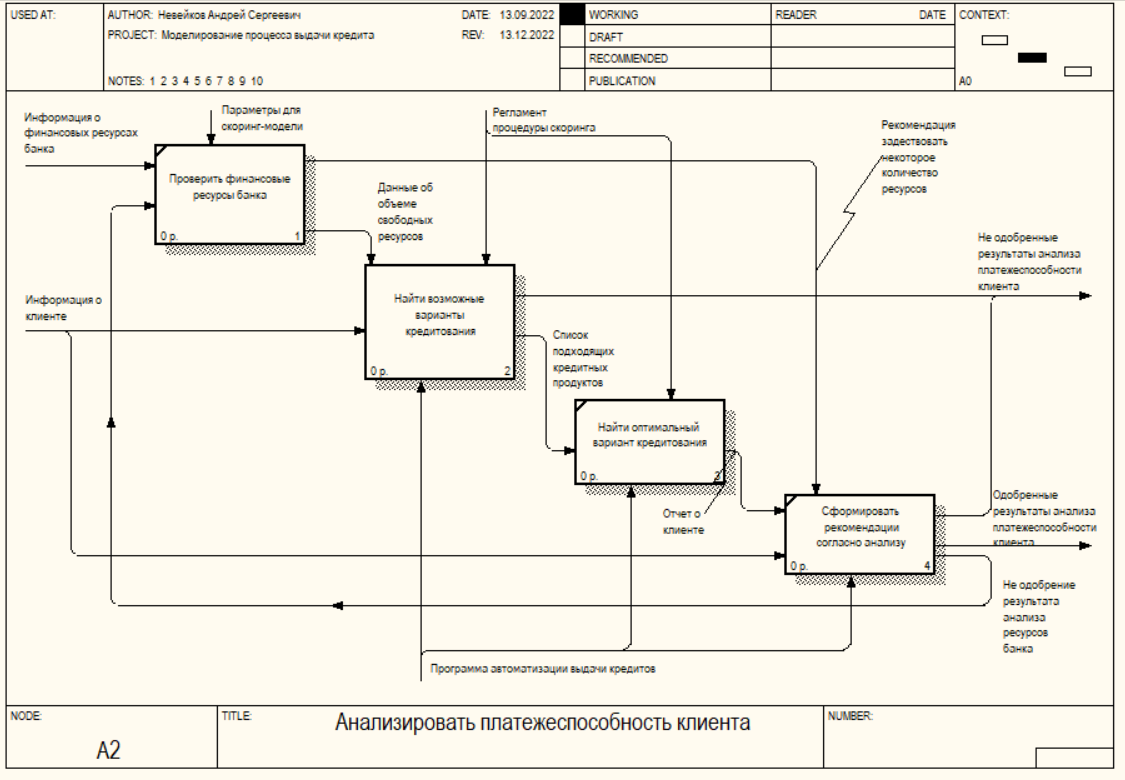 USED AT:
AUTHOR: Невейков Андрей Сергеевич
DATE: 13.09.2022
PROJECT: Моделирование процесса выдачи кредита
REV: 13.12.2022
NOTES: 1 2 3 4 5 6 7 8 9 10
WORKING
DRAFT
RECOMMENDED
PUBLICATION
READER
DATE
CONTEXT:
A0
Информация о
финансовых ресурсах
банка
Параметры для
скоринг-модели
Регламент
процедуры скоринга
Рекомендация
задествовать
некоторое
количество
ресурсов
Проверить финансовые
ресурсы банка
0 р.
1
Данные об
объеме
свободных
ресурсов
Не одобренные
результаты анализа
платежеспособности
клиента
Информация о
клиенте
Найти возможные
варианты
кредитования
0 р.
2
Список
подходящих
кредитных
продуктов
Найти оптимальный
вариант кредитования
0 р.
3
Отчет о
клиенте
Сформировать
рекомендации
согласно анализу
0 р.
4
Одобренные
результаты анализа
платежеспособности
клиента
Не одобрение
результата
анализа
ресурсов
банка
Программа автоматизации выдачи кредитов
NODE:
A2
TITLE:
Анализировать платежеспособность клиента
NUMBER: